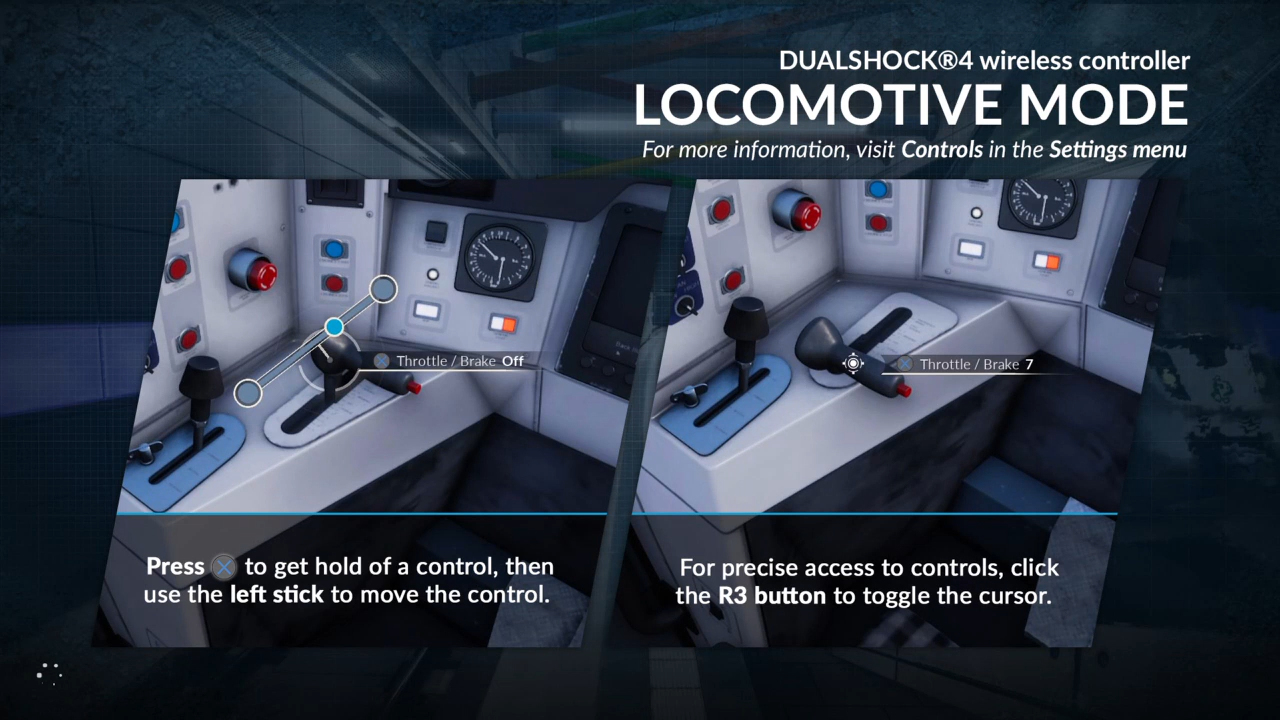 DUALSHOCK®4 wireless controller
LOCOMOTIVE MODE
For more information, visit Controls in the Settings menu
Throttle / Brake Off
Throttle / Brake 7
Press ⓧ to get hold of a control, then
use the left stick to move the control.
For precise access to controls, click
the R3 button to toggle the cursor.